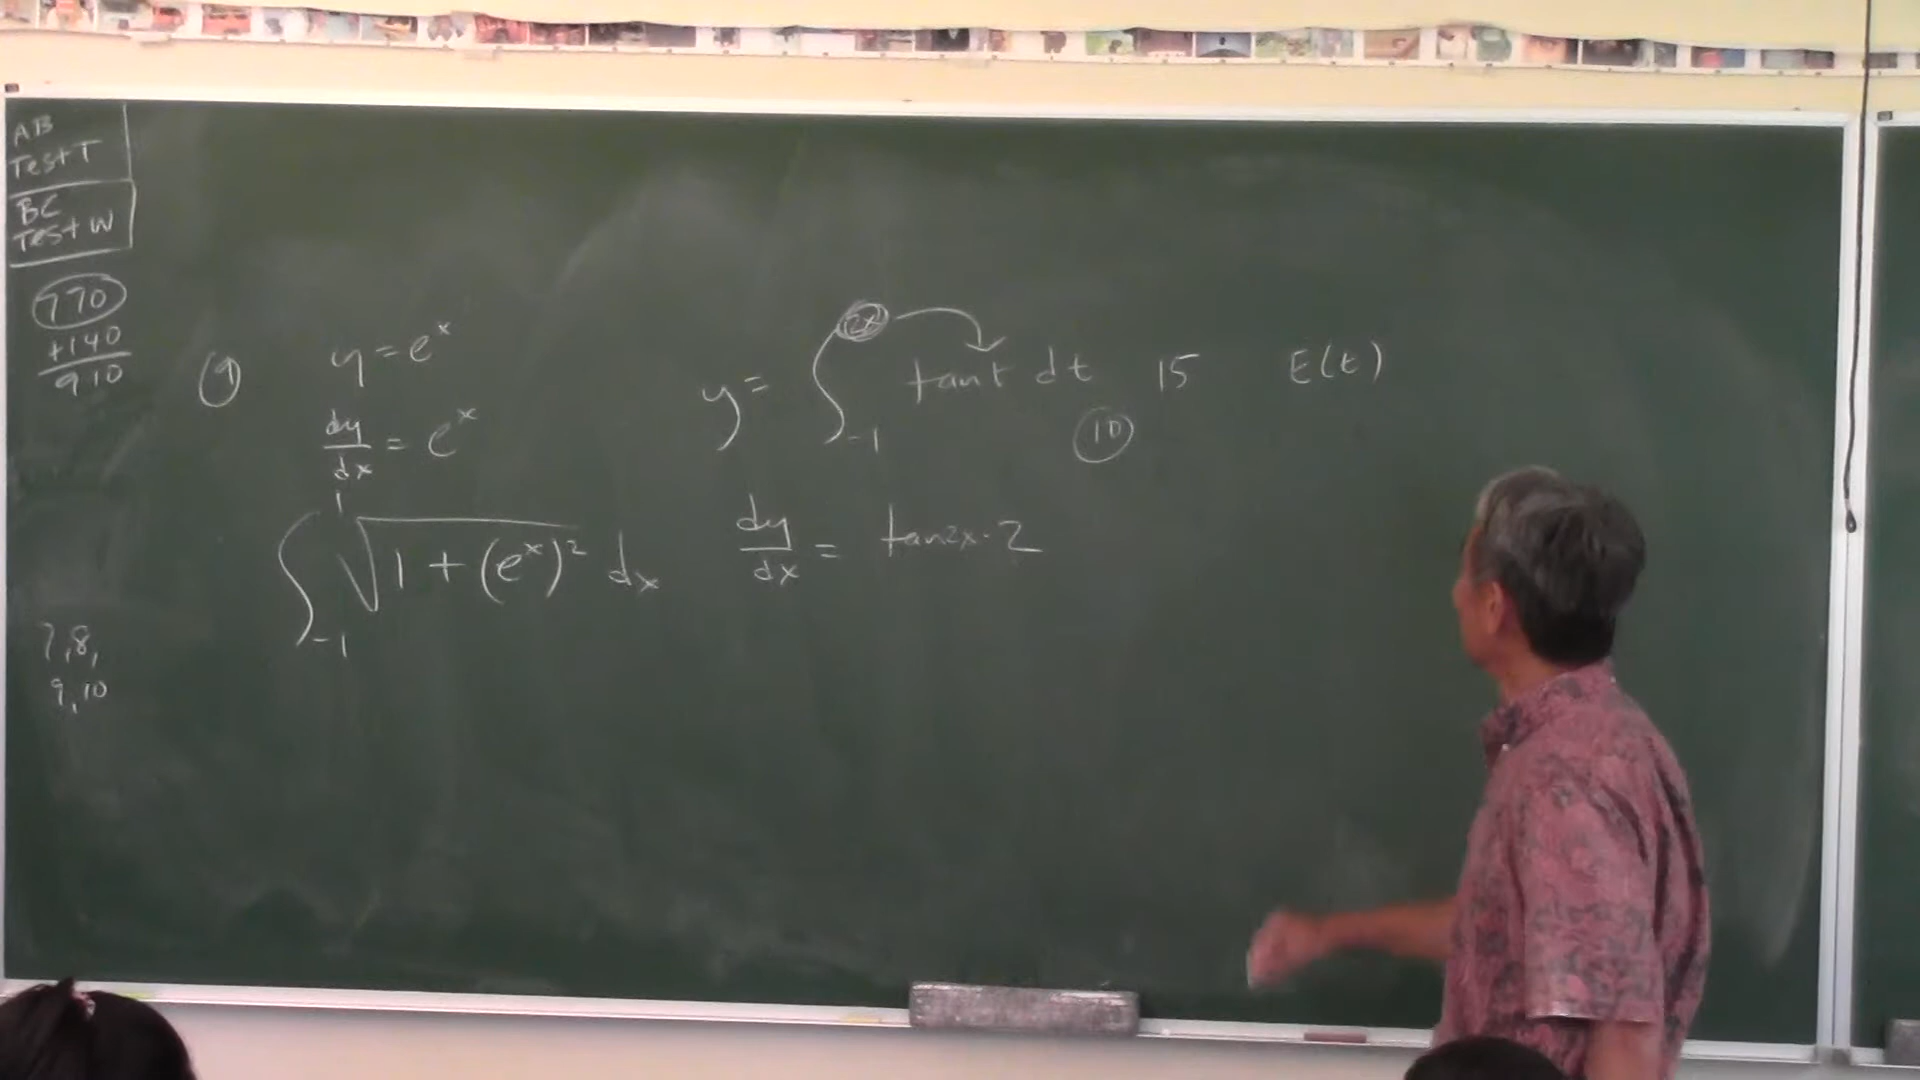 AB
Test T
BC
Test W
770
+140
910
7,8,
9,10
9
y = e^x
dy/dx = e^x
∫_{-1}^{1} √(1 + (e^x)²) dx
y = ∫_{-1}^{2x} tan t dt
10
dy/dx = tan2x · 2
15
E(t)